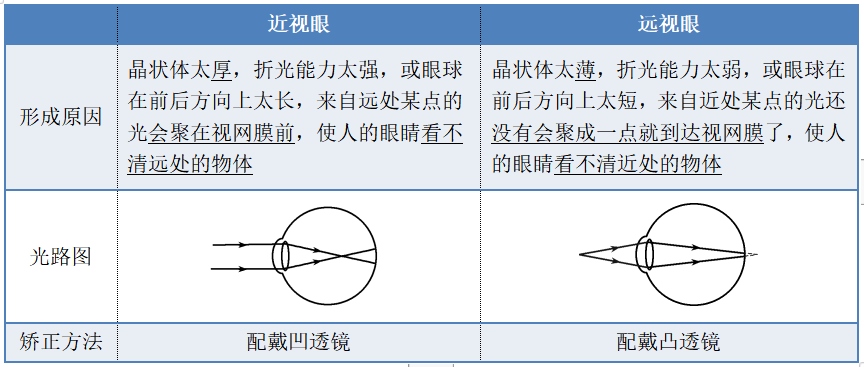 近视眼
远视眼
形成原因
晶状体太厚，折光能力太强，或眼球
在前后方向上太长，来自远处某点的
光会聚在视网膜前，使人的眼睛看不
清远处的物体
晶状体太薄，折光能力太弱，或眼球在
前后方向上太短，来自近处某点的光还
没有会聚成一点就到达视网膜了，使人
的眼睛看不清近处的物体
光路图
矫正方法
配戴凹透镜
配戴凸透镜